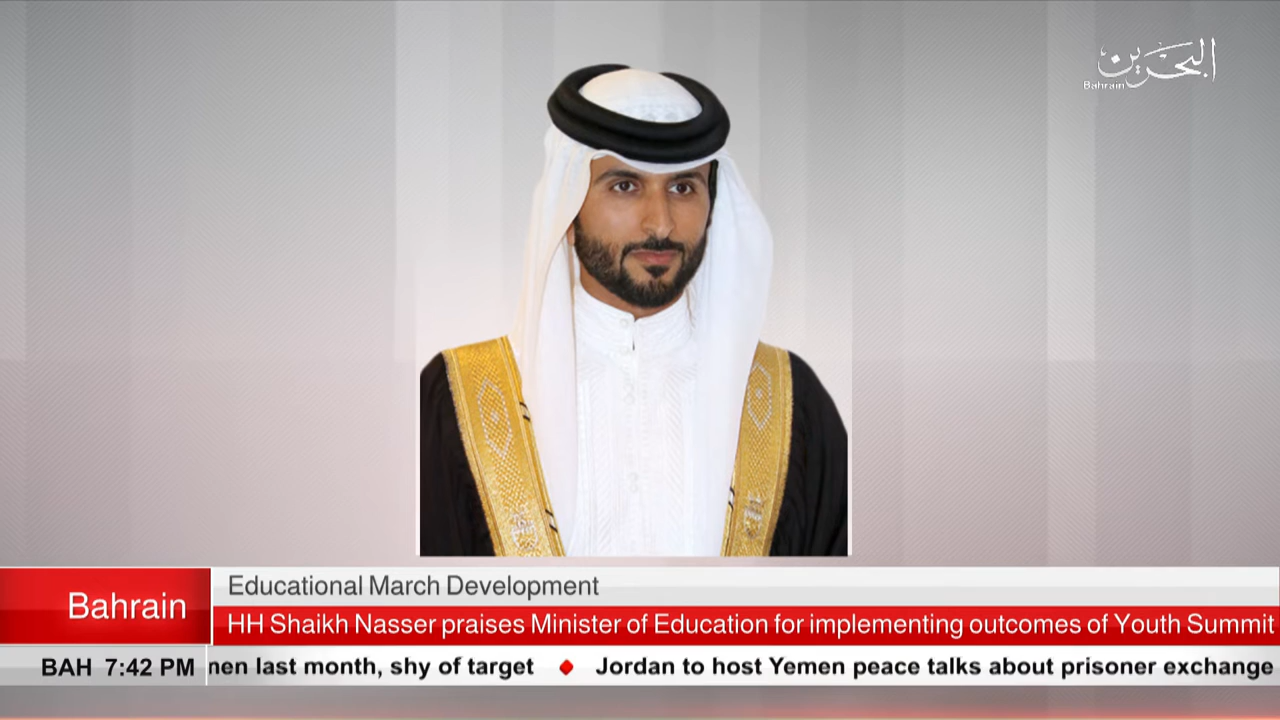 البحرين
Bahrain
Educational March Development
Bahrain
HH Shaikh Nasser praises Minister of Education for implementing outcomes of Youth Summit
BAH 7:42 PM
last month, shy of target ♦ Jordan to host Yemen peace talks about prisoner exchange